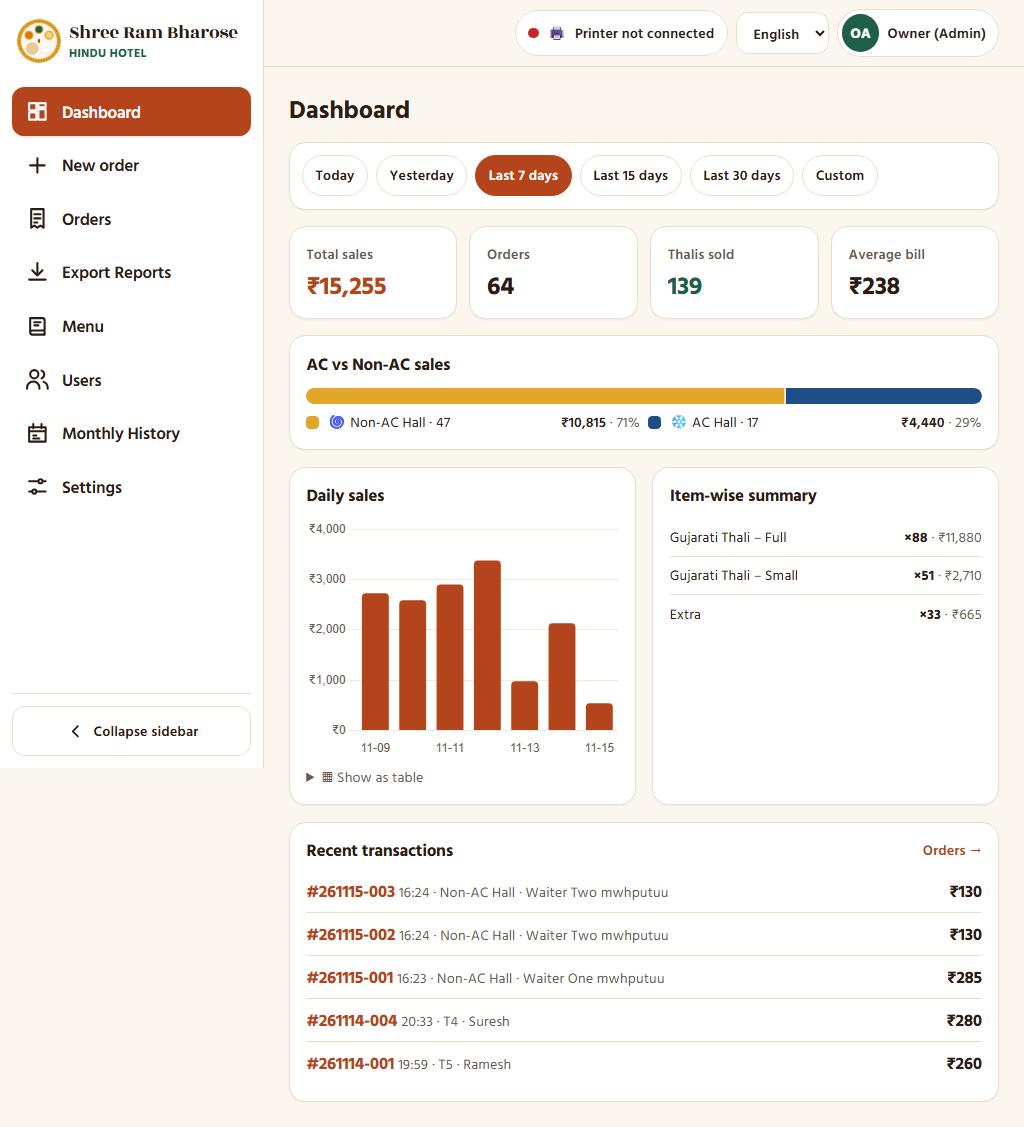 Shree Ram Bharose
HINDU HOTEL
Printer not connected
English
OA
Owner (Admin)
Dashboard
New order
Orders
Export Reports
Menu
Users
Monthly History
Settings
Collapse sidebar
Dashboard
Today
Yesterday
Last 7 days
Last 15 days
Last 30 days
Custom
Total sales
₹15,255
Orders
64
Thalis sold
139
Average bill
₹238
AC vs Non-AC sales
Non-AC Hall · 47 ₹10,815 · 71%
AC Hall · 17 ₹4,440 · 29%
Daily sales
₹4,000
₹3,000
₹2,000
₹1,000
₹0
11-09 11-11 11-13 11-15
▶ ▦ Show as table
Item-wise summary
Gujarati Thali – Full ×88 · ₹11,880
Gujarati Thali – Small ×51 · ₹2,710
Extra ×33 · ₹665
Recent transactions Orders →
#261115-003 16:24 · Non-AC Hall · Waiter Two mwhputuu ₹130
#261115-002 16:24 · Non-AC Hall · Waiter Two mwhputuu ₹130
#261115-001 16:23 · Non-AC Hall · Waiter One mwhputuu ₹285
#261114-004 20:33 · T4 · Suresh ₹280
#261114-001 19:59 · T5 · Ramesh ₹260